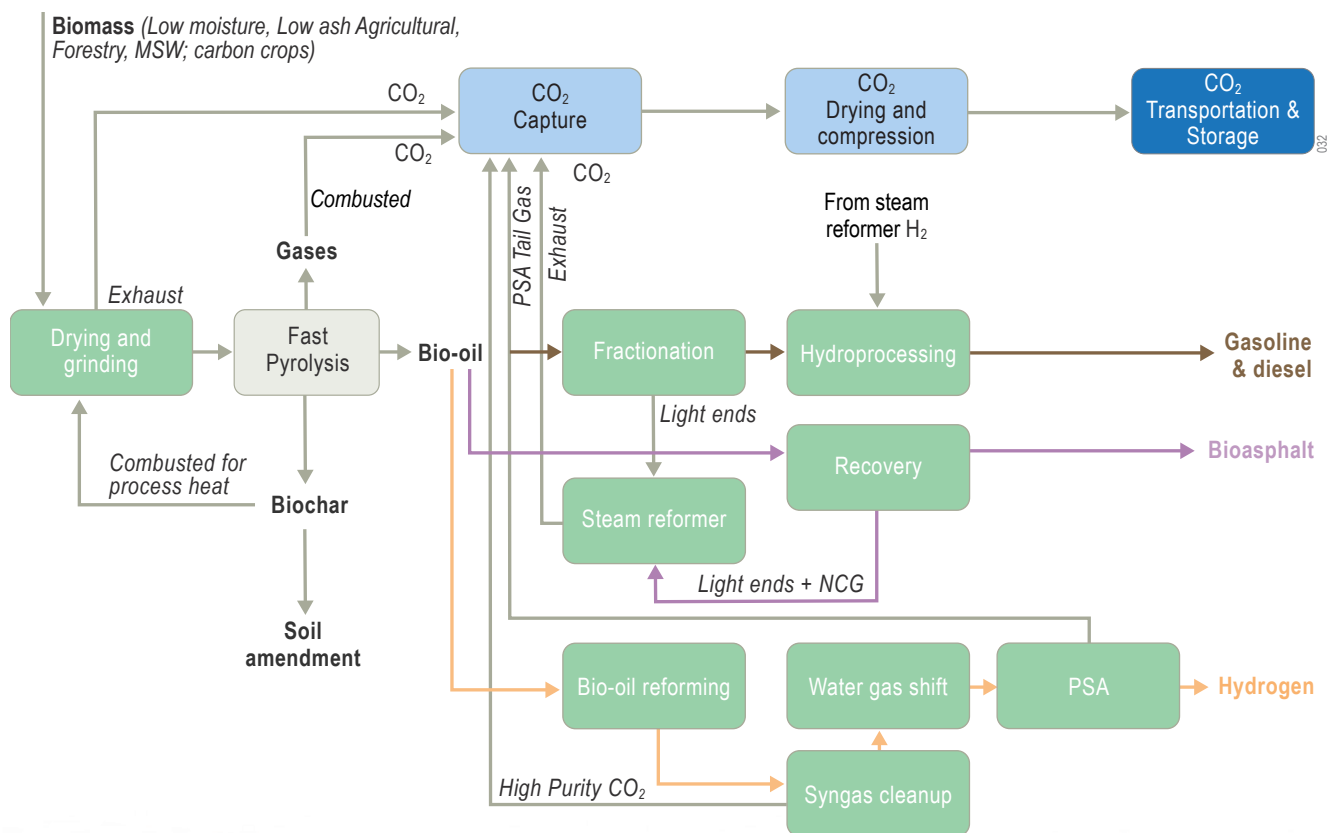 Biomass (Low moisture, Low ash Agricultural,
Forestry, MSW; carbon crops)
CO₂
CO₂
Capture
CO₂
Drying and
compression
CO₂
Transportation &
Storage
032
CO₂
CO₂
Combusted
PSA Tail Gas
Exhaust
From steam
reformer H₂
Gases
Exhaust
Drying and
grinding
Fast
Pyrolysis
Bio-oil
Fractionation
Hydroprocessing
Gasoline
& diesel
Light ends
Combusted for
process heat
Biochar
Recovery
Bioasphalt
Steam reformer
Light ends + NCG
Soil
amendment
Bio-oil reforming
Water gas shift
PSA
Hydrogen
High Purity CO₂
Syngas cleanup